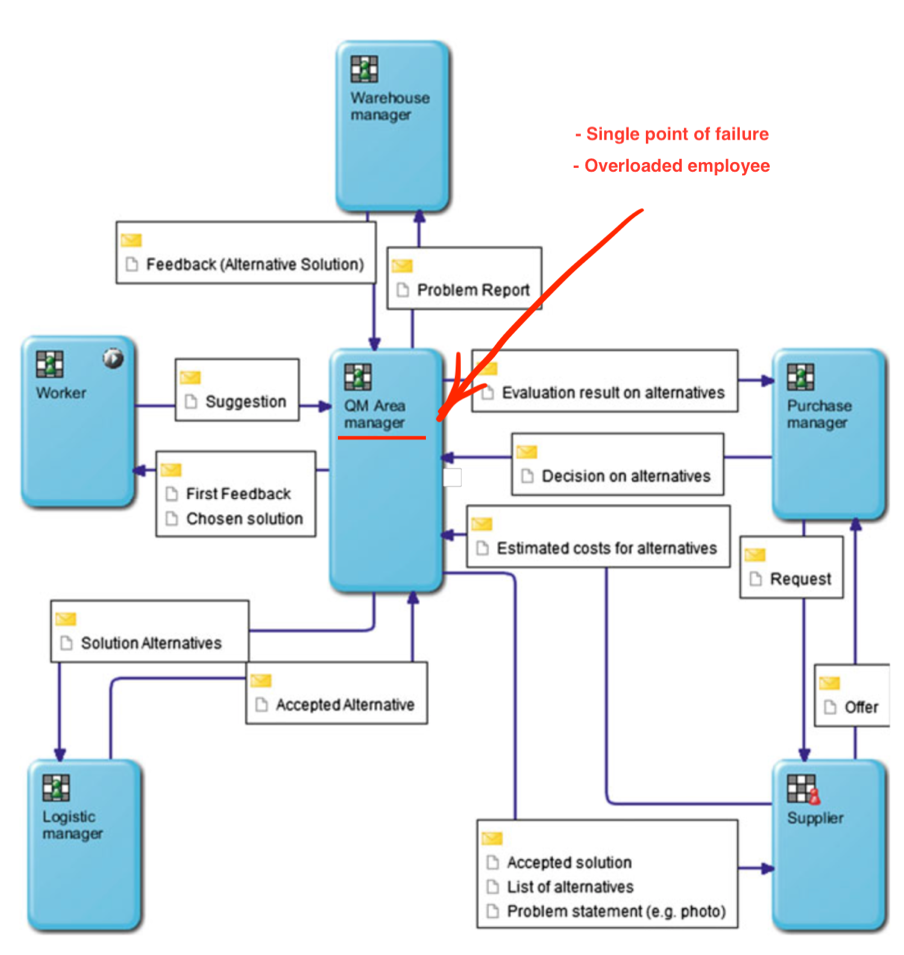 Warehouse
manager
- Single point of failure
- Overloaded employee
Feedback (Alternative Solution)
Problem Report
Worker
Suggestion
QM Area
manager
Evaluation result on alternatives
Purchase
manager
First Feedback
Chosen solution
Decision on alternatives
Estimated costs for alternatives
Request
Solution Alternatives
Accepted Alternative
Offer
Logistic
manager
Supplier
Accepted solution
List of alternatives
Problem statement (e.g. photo)